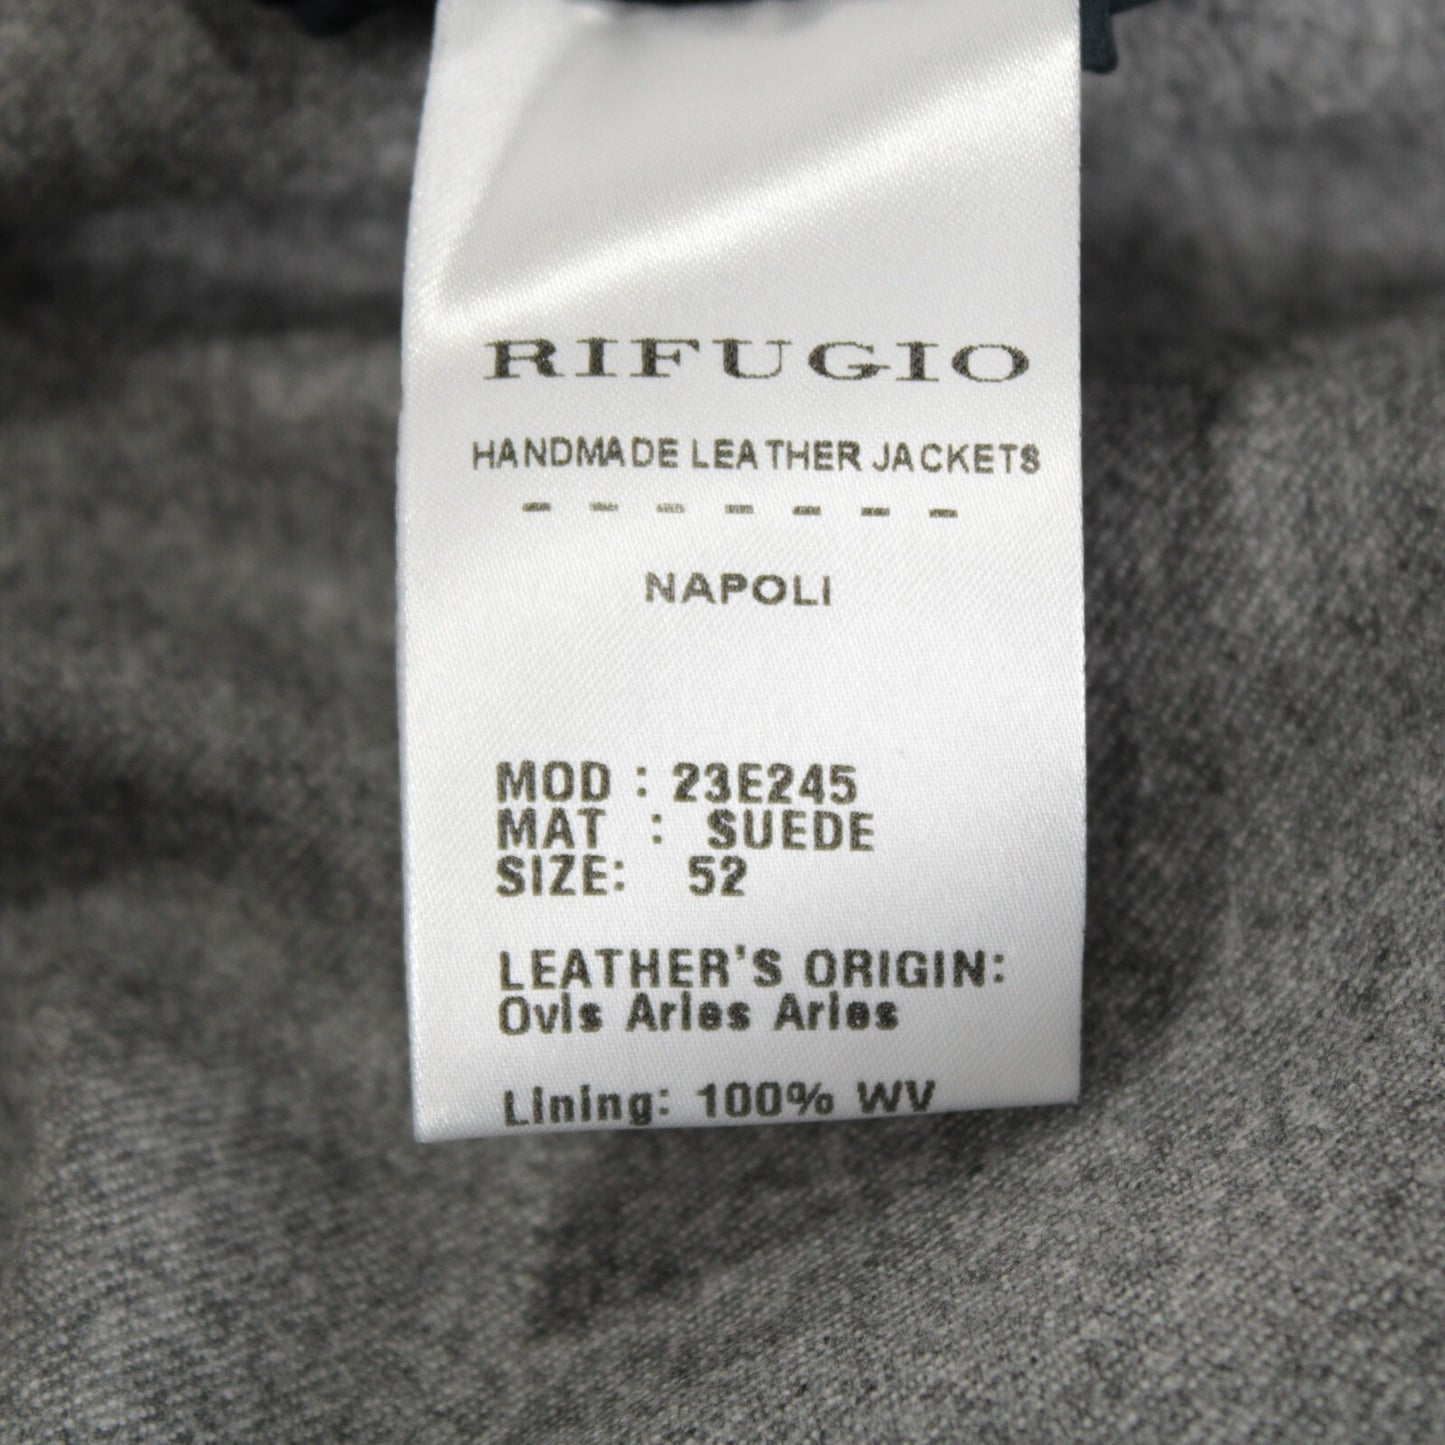 RIFUGIO
HANDMADE LEATHER JACKETS
- - - - - - -
NAPOLI
MOD : 23E245
MAT : SUEDE
SIZE: 52
LEATHER'S ORIGIN:
Ovis Aries Aries
Lining: 100% WV